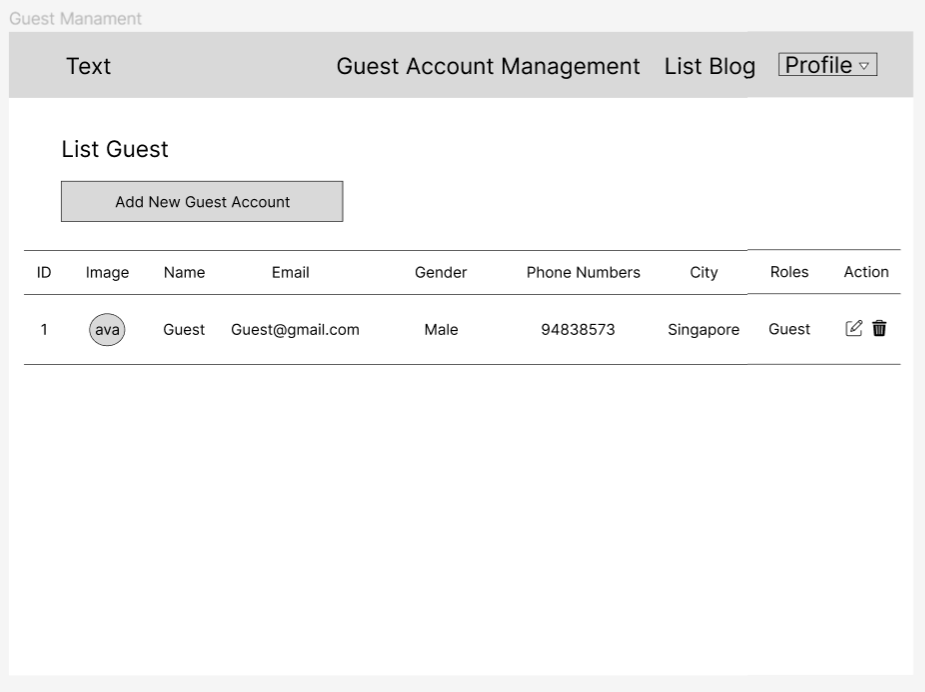 Guest Manament
Text Guest Account Management List Blog Profile
List Guest
Add New Guest Account
ID Image Name Email Gender Phone Numbers City Roles Action
1 ava Guest Guest@gmail.com Male 94838573 Singapore Guest